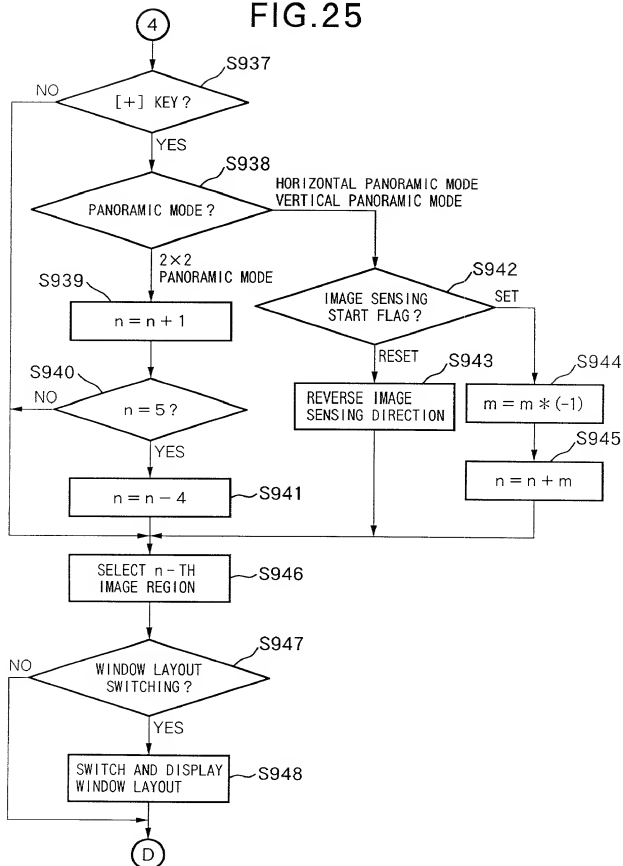 FIG.25
4
S937
NO
[+] KEY?
YES
S938
PANORAMIC MODE?
HORIZONTAL PANORAMIC MODE
VERTICAL PANORAMIC MODE
2×2
PANORAMIC MODE
S939
n = n + 1
S942
IMAGE SENSING
START FLAG?
SET
RESET
S943
REVERSE IMAGE
SENSING DIRECTION
S944
m = m * (-1)
S945
n = n + m
S940
NO
n = 5?
YES
n = n - 4
S941
SELECT n-TH
IMAGE REGION
S946
S947
NO
WINDOW LAYOUT
SWITCHING?
YES
SWITCH AND DISPLAY
WINDOW LAYOUT
S948
D